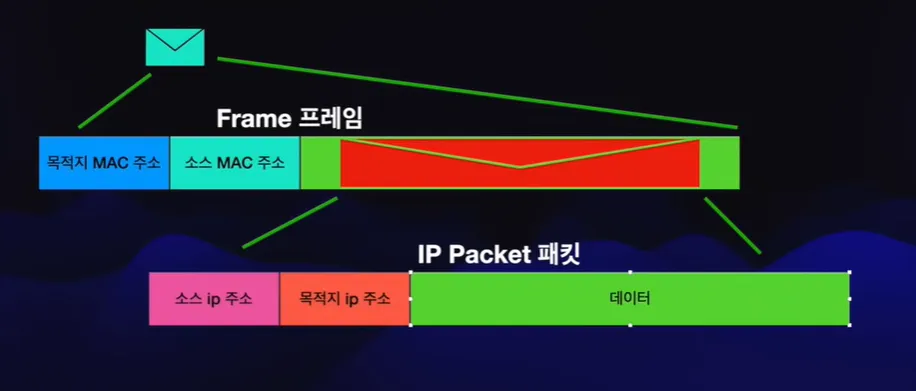 Frame 프레임
목적지 MAC 주소
소스 MAC 주소
IP Packet 패킷
소스 ip 주소
목적지 ip 주소
데이터